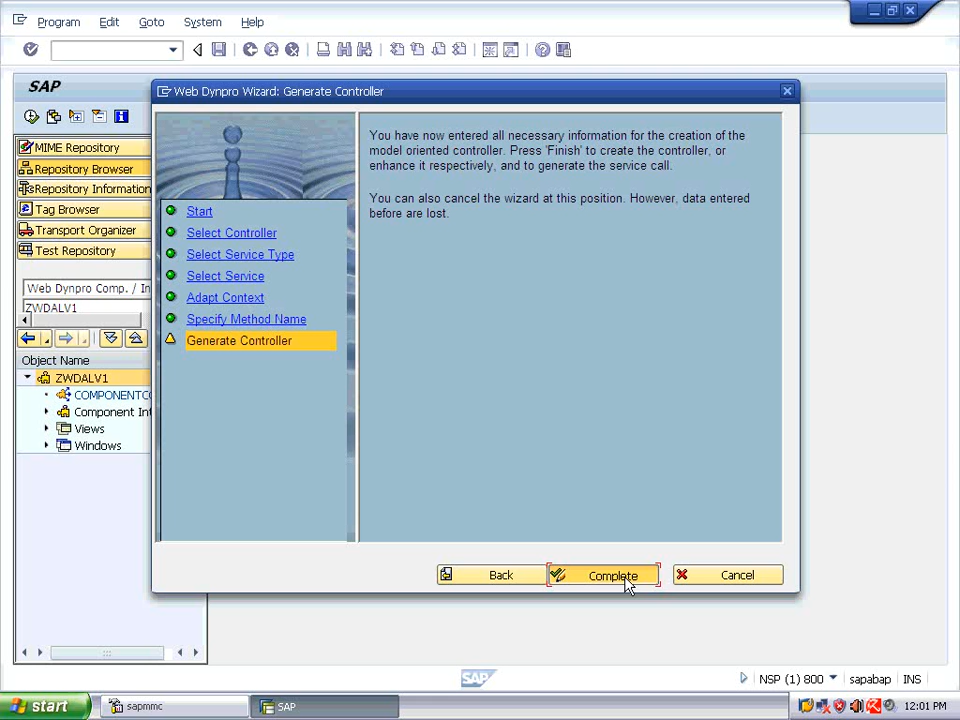 Program Edit Goto System Help
SAP
Web Dynpro Wizard: Generate Controller
MIME Repository
Repository Browser
Repository Information
Tag Browser
Transport Organizer
Test Repository
Web Dynpro Comp. / In
ZWDALV1
Object Name
ZWDALV1
COMPONENTCO
Component Int
Views
Windows
Start
Select Controller
Select Service Type
Select Service
Adapt Context
Specify Method Name
Generate Controller
You have now entered all necessary information for the creation of the
model oriented controller. Press 'Finish' to create the controller, or
enhance it respectively, and to generate the service call.
You can also cancel the wizard at this position. However, data entered
before are lost.
Back Complete Cancel
SAP
NSP (1) 800 sapabap INS
start sapmmc SAP 12:01 PM